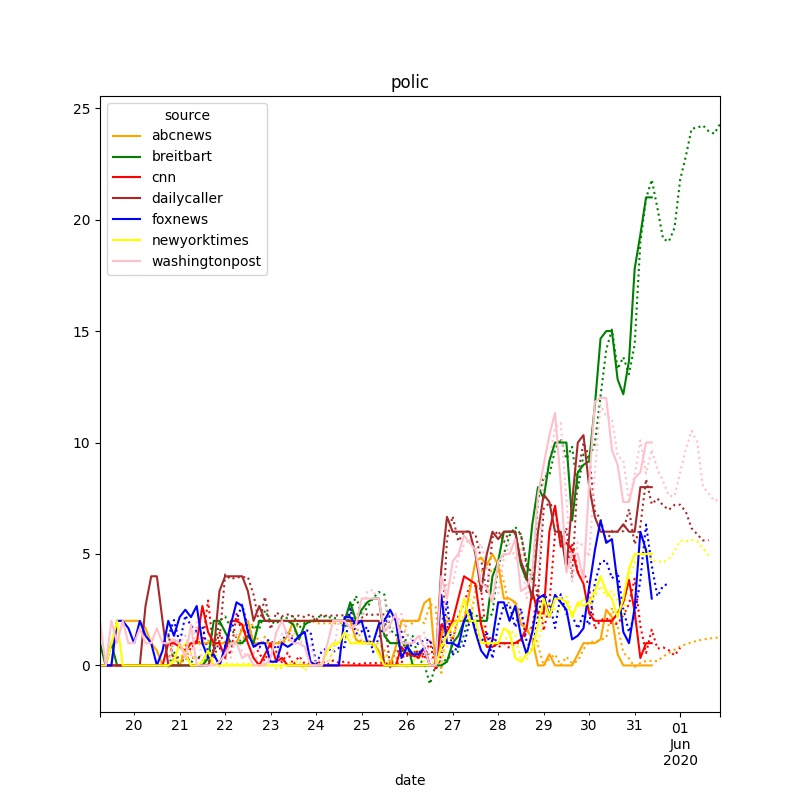 polic
25
20
15
10
5
0
source
abcnews
breitbart
cnn
dailycaller
foxnews
newyorktimes
washingtonpost
20 21 22 23 24 25 26 27 28 29 30 31 01
Jun
2020
date